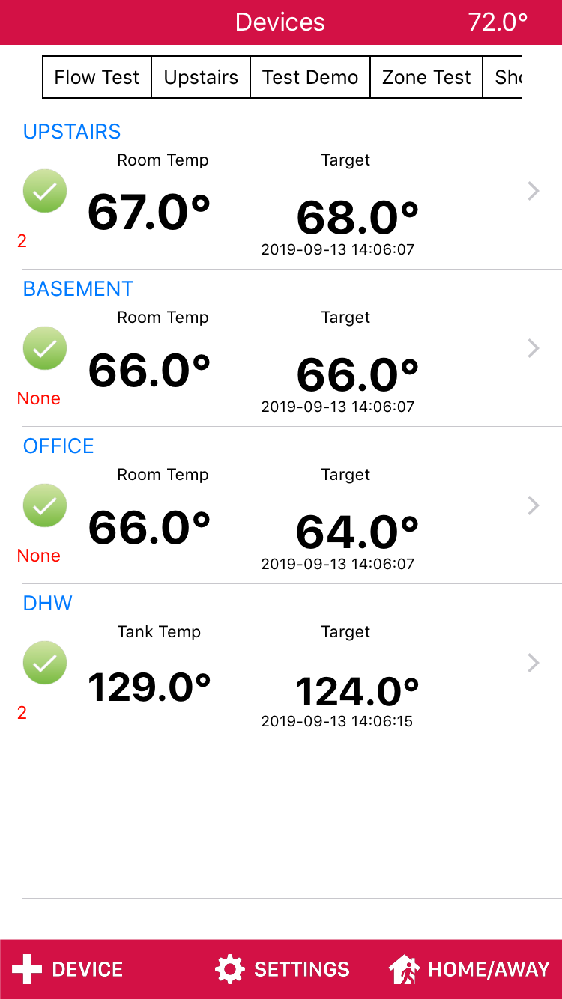 Devices 72.0°
Flow Test Upstairs Test Demo Zone Test Sho
UPSTAIRS
Room Temp Target
67.0° 68.0°
2 2019-09-13 14:06:07
BASEMENT
Room Temp Target
66.0° 66.0°
None 2019-09-13 14:06:07
OFFICE
Room Temp Target
66.0° 64.0°
None 2019-09-13 14:06:07
DHW
Tank Temp Target
129.0° 124.0°
2 2019-09-13 14:06:15
DEVICE SETTINGS HOME/AWAY